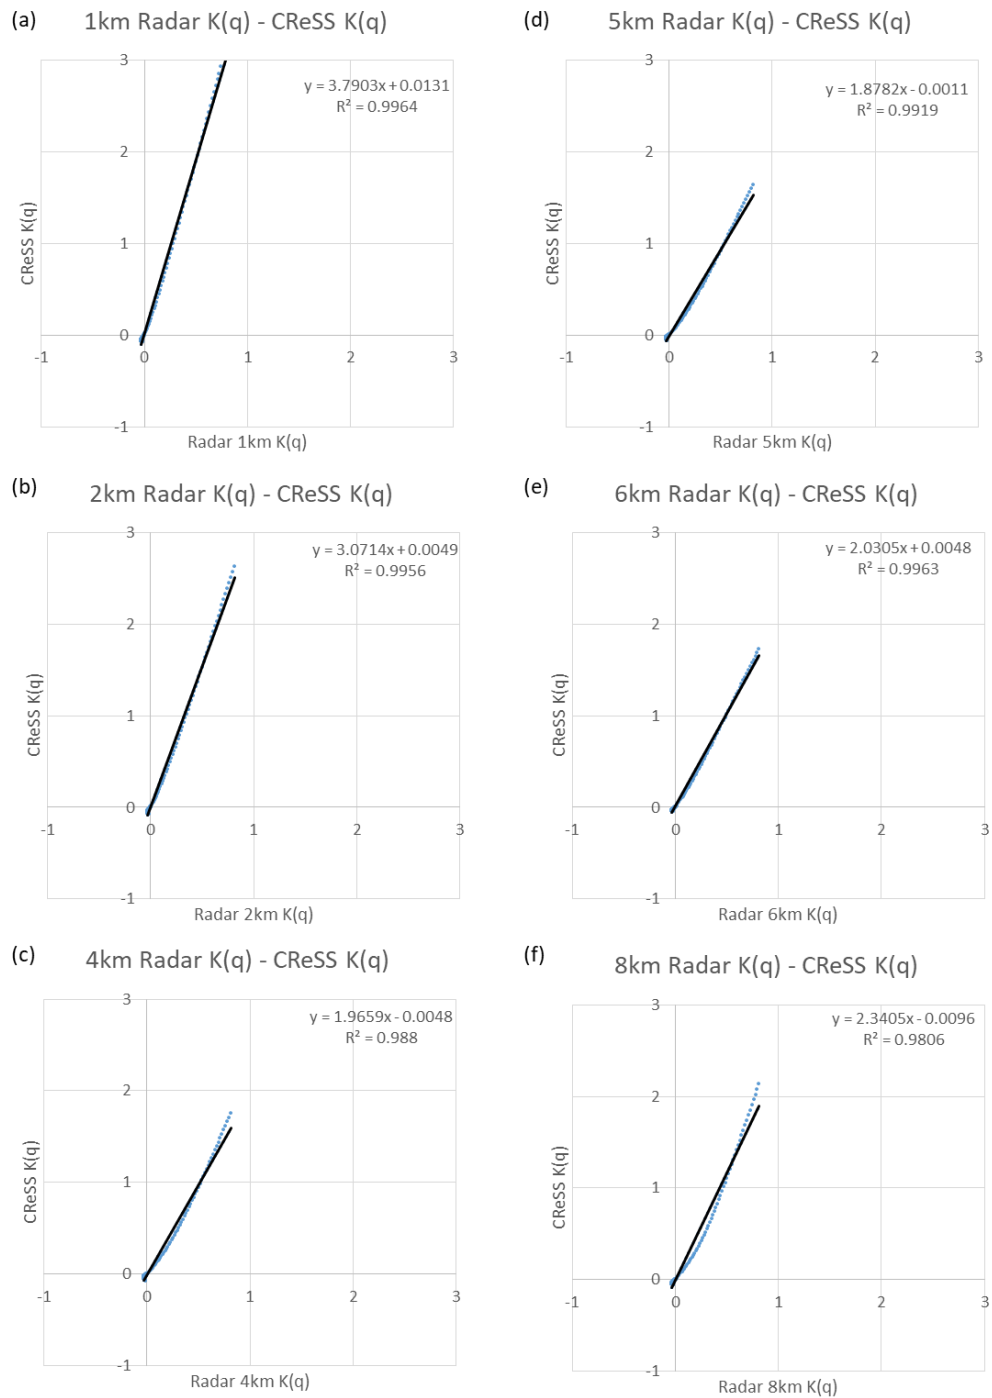 (a)
1km Radar K(q) - CReSS K(q)
3
y = 3.7903x + 0.0131
R² = 0.9964
2
1
0
-1 0 1 2 3
-1
CReSS K(q)
Radar 1km K(q)
(d)
5km Radar K(q) - CReSS K(q)
3
y = 1.8782x - 0.0011
R² = 0.9919
2
1
0
-1 0 1 2 3
-1
CReSS K(q)
Radar 5km K(q)
(b)
2km Radar K(q) - CReSS K(q)
3
y = 3.0714x + 0.0049
R² = 0.9956
2
1
0
-1 0 1 2 3
-1
CReSS K(q)
Radar 2km K(q)
(e)
6km Radar K(q) - CReSS K(q)
3
y = 2.0305x + 0.0048
R² = 0.9963
2
1
0
-1 0 1 2 3
-1
CReSS K(q)
Radar 6km K(q)
(c)
4km Radar K(q) - CReSS K(q)
3
y = 1.9659x - 0.0048
R² = 0.988
2
1
0
-1 0 1 2 3
-1
CReSS K(q)
Radar 4km K(q)
(f)
8km Radar K(q) - CReSS K(q)
3
y = 2.3405x - 0.0096
R² = 0.9806
2
1
0
-1 0 1 2 3
-1
CReSS K(q)
Radar 8km K(q)